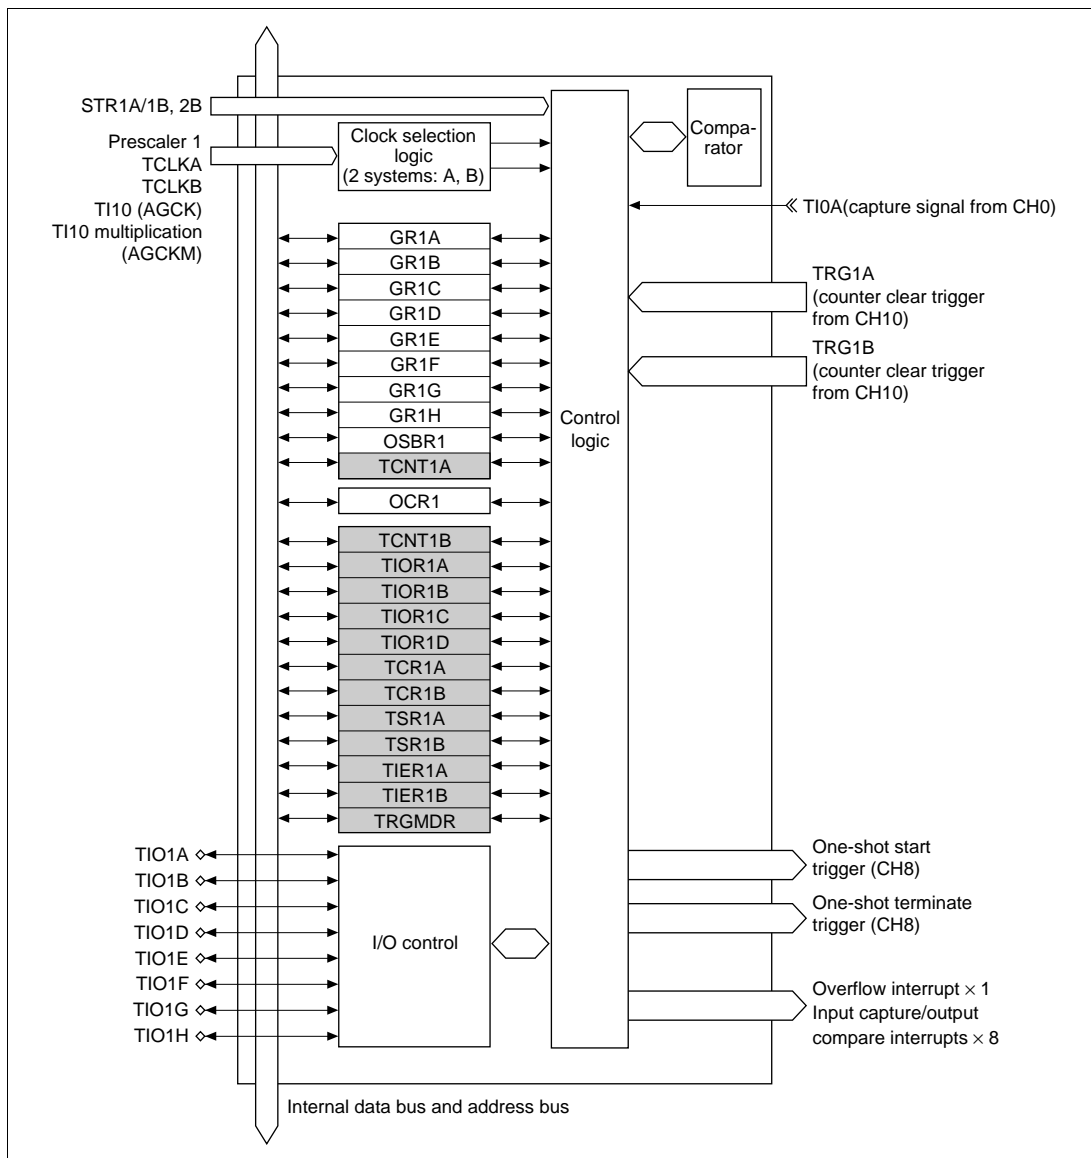 STR1A/1B, 2B
Prescaler 1
TCLKA
TCLKB
TI10 (AGCK)
TI10 multiplication
(AGCKM)
Clock selection
logic
(2 systems: A, B)
Compa-
rator
TI0A(capture signal from CH0)
TRG1A
(counter clear trigger
from CH10)
TRG1B
(counter clear trigger
from CH10)
GR1A
GR1B
GR1C
GR1D
GR1E
GR1F
GR1G
GR1H
OSBR1
TCNT1A
OCR1
Control
logic
TCNT1B
TIOR1A
TIOR1B
TIOR1C
TIOR1D
TCR1A
TCR1B
TSR1A
TSR1B
TIER1A
TIER1B
TRGMDR
TIO1A
TIO1B
TIO1C
TIO1D
TIO1E
TIO1F
TIO1G
TIO1H
I/O control
One-shot start
trigger (CH8)
One-shot terminate
trigger (CH8)
Overflow interrupt × 1
Input capture/output
compare interrupts × 8
Internal data bus and address bus